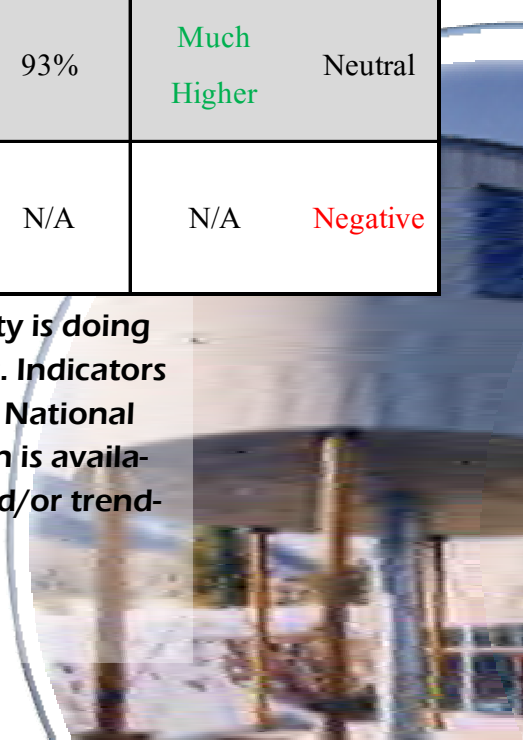 93% Much Higher Neutral
N/A N/A Negative
ty is doing
. Indicators
National
n is availa-
d/or trend-